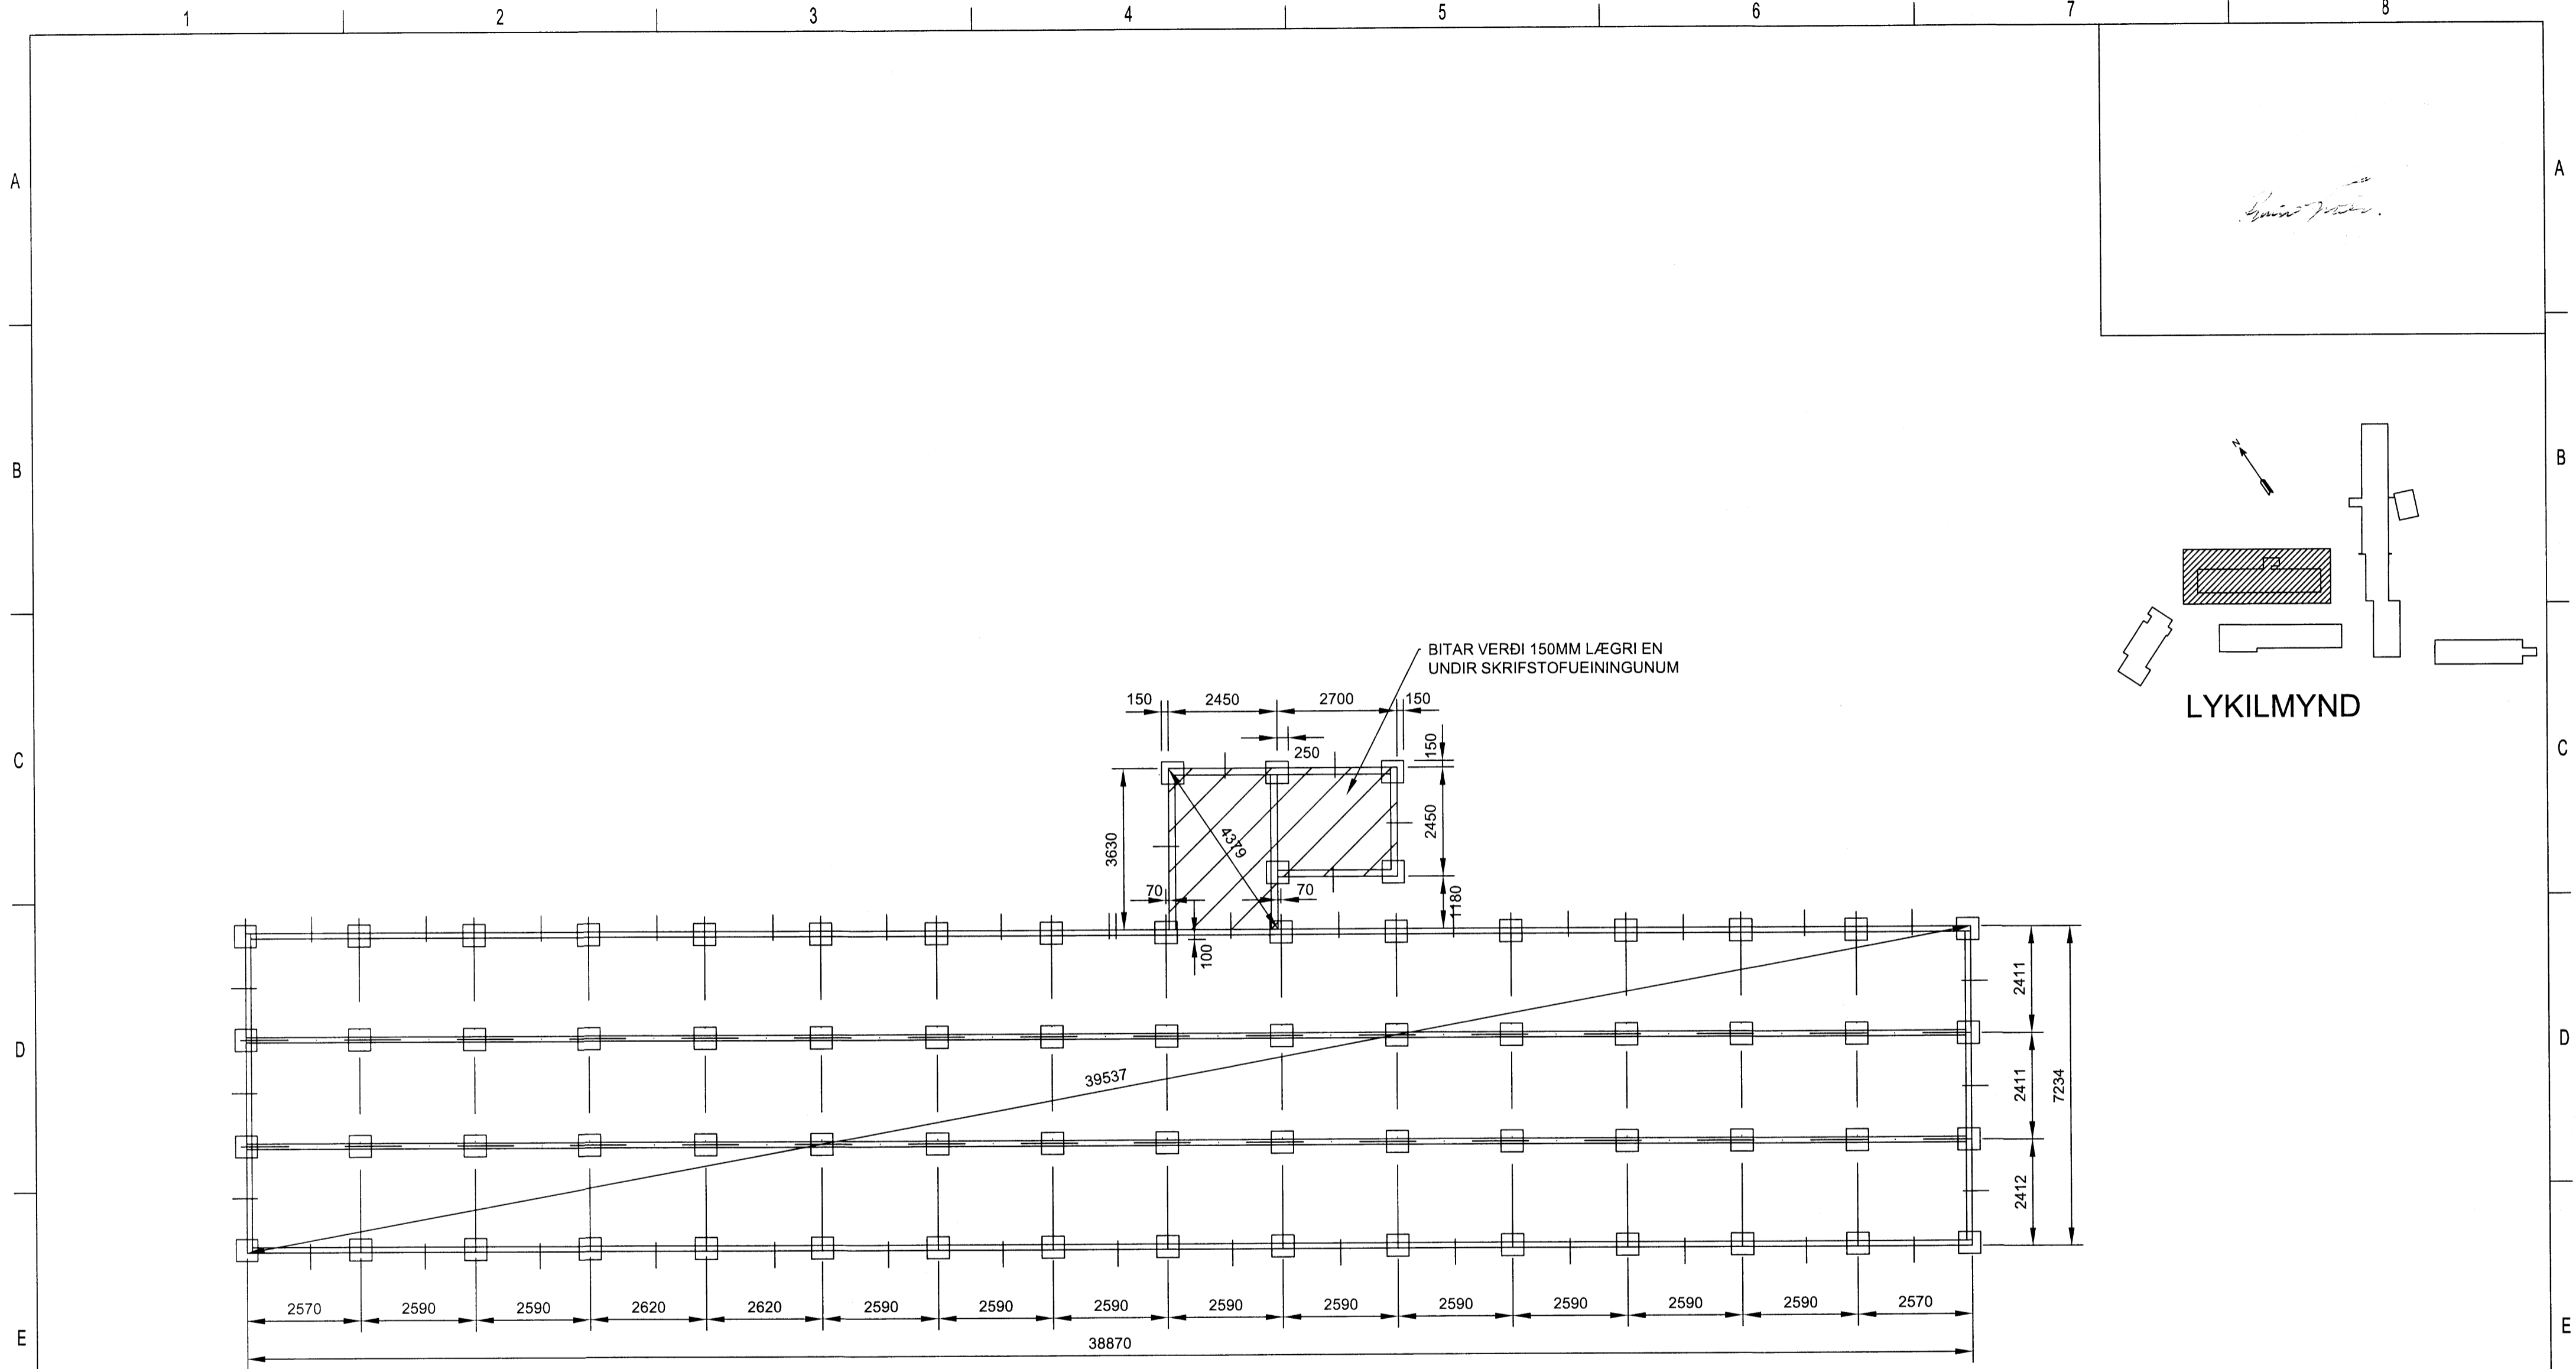 1 2 3 4 5 6 7 8
A A
B B
BITAR VERÐI 150MM LÆGRI EN
UNDIR SKRIFSTOFUEININGUNUM
LYKILMYND
N
150 2450 2700 150
250
150
C C
3630
4379
2450
70 70
1180
100
2411
D D
39537
2411
7234
2412
2570 2590 2590 2620 2620 2590 2590 2590 2590 2590 2590 2590 2590 2590 2570
E E
38870